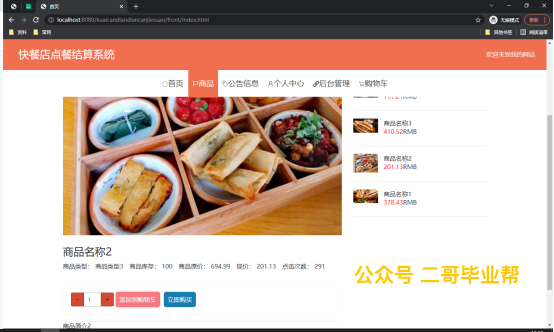 首页
无痕模式
更新
localhost:8080/kuaicandiandiancanjiesuan/front/index.html
资料
常用
其他书签
阅读清单
快餐店点餐结算系统
欢迎来到我的网站
首页
商品
公告信息
个人中心
后台管理
购物车
商品名称3
410.52RMB
商品名称2
201.13RMB
商品名称1
378.43RMB
商品名称2
商品类型： 商品类型3 商品库存： 100 商品原价： 694.99 现价： 201.13 点击次数： 291
- 1 +
添加到购物车
立即购买
公众号 二哥毕业帮
商品简介2